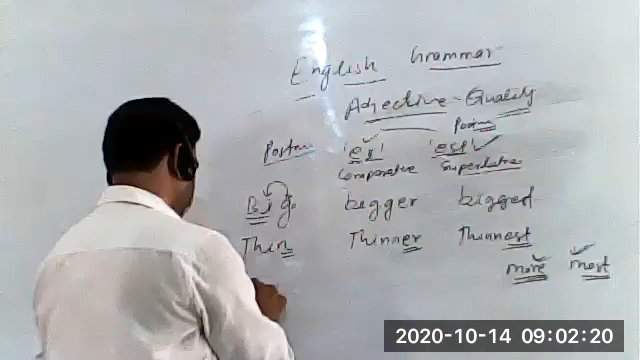 English Grammar
Adjective - Quality
Positive
Positive 'er' 'est'
Comparative Superlative
Big bigger biggest
Thin Thinner Thinnest
more most
2020-10-14 09:02:20